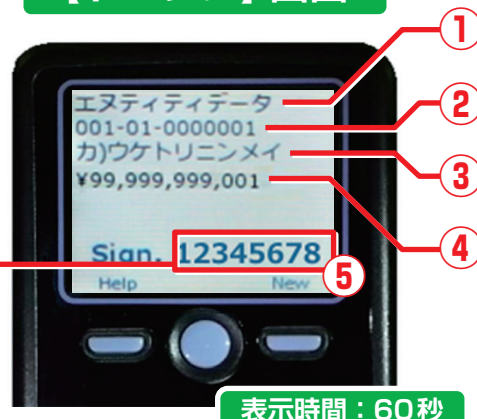 ①
エヌティティデータ
②
001-01-0000001
カ)ウケトリニンメイ
③
¥99,999,999,001
④
Sign. 12345678
⑤
Help New
表示時間:60秒